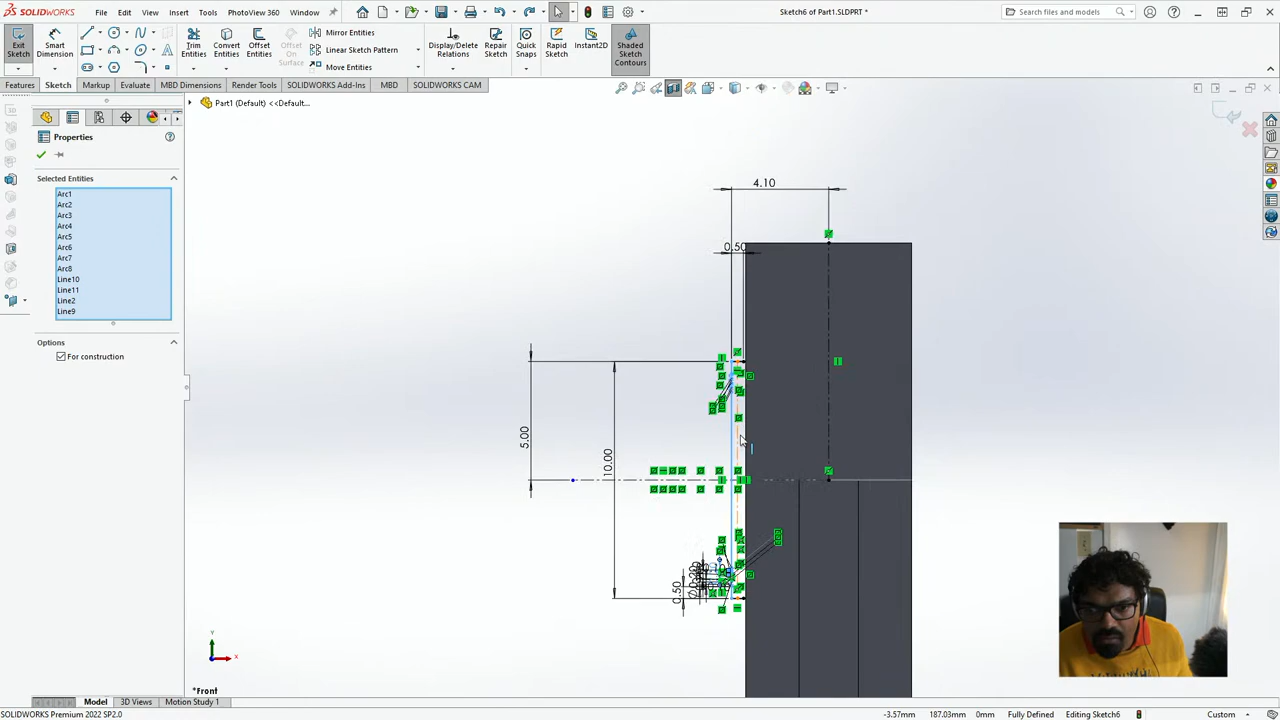 SOLIDWORKS File Edit View Insert Tools PhotoView 360 Window Sketch6 of Part1.SLDPRT * Search files and models
Exit Sketch Smart Dimension Trim Entities Convert Entities Offset Entities Offset On Surface Mirror Entities Linear Sketch Pattern Move Entities Display/Delete Relations Repair Sketch Quick Snaps Rapid Sketch Instant2D Shaded Sketch Contours
Features Sketch Markup Evaluate MBD Dimensions Render Tools SOLIDWORKS Add-Ins MBD SOLIDWORKS CAM
Part1 (Default) <<Default...
Properties
Selected Entities
Arc1
Arc2
Arc3
Arc4
Arc5
Arc6
Arc7
Arc8
Line10
Line11
Line2
Line9
Options
For construction
4.10
0.50
5.00
10.00
0.50
Y
X
*Front
Model 3D Views Motion Study 1
SOLIDWORKS Premium 2022 SP2.0 -3.57mm 187.03mm 0mm Fully Defined Editing Sketch6 Custom